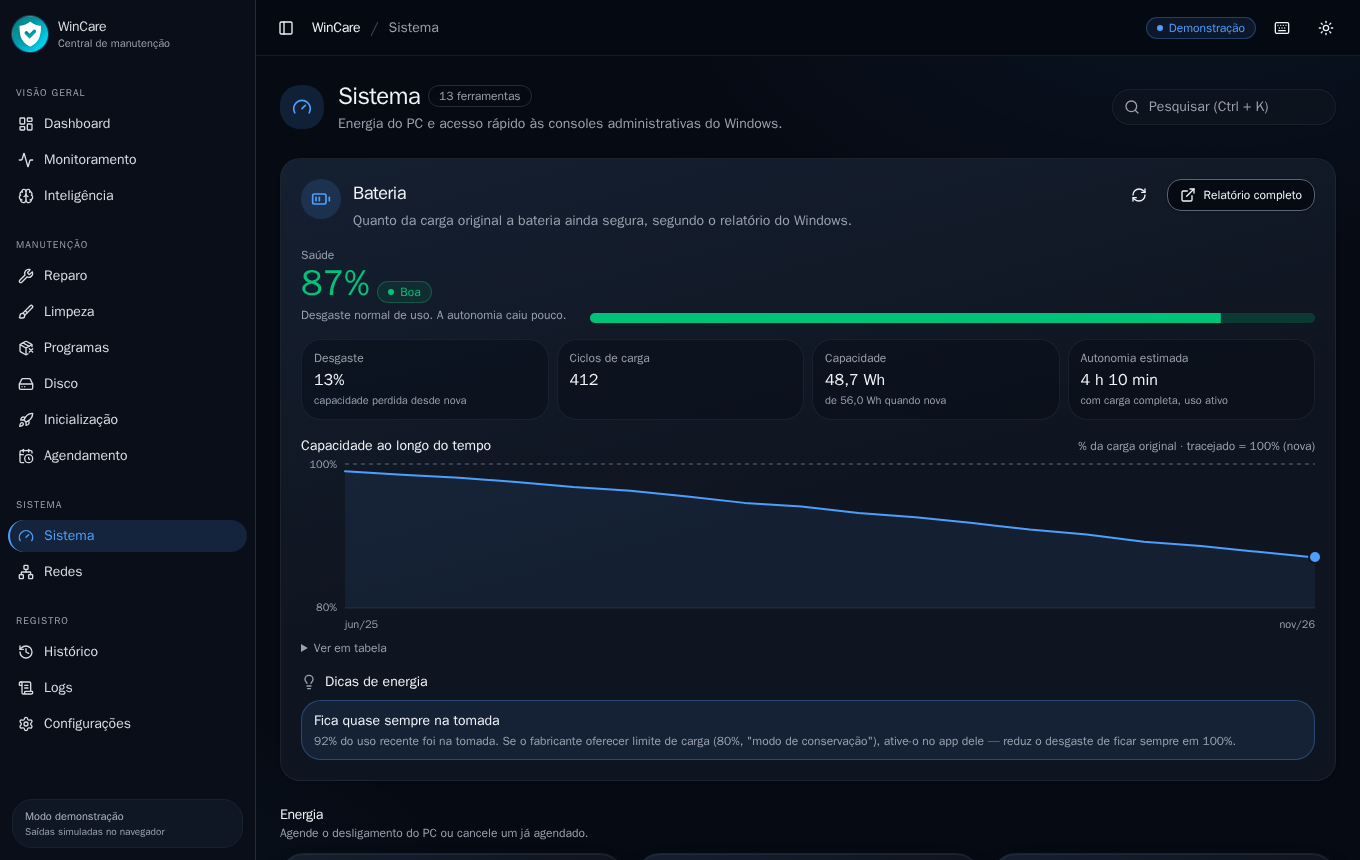 WinCare
Central de manutenção
VISÃO GERAL
Dashboard
Monitoramento
Inteligência
MANUTENÇÃO
Reparo
Limpeza
Programas
Disco
Inicialização
Agendamento
SISTEMA
Sistema
Redes
REGISTRO
Histórico
Logs
Configurações
Modo demonstração
Saídas simuladas no navegador
WinCare / Sistema
Demonstração
Sistema
13 ferramentas
Energia do PC e acesso rápido às consoles administrativas do Windows.
Pesquisar (Ctrl + K)
Bateria
Quanto da carga original a bateria ainda segura, segundo o relatório do Windows.
Relatório completo
Saúde
87%
Boa
Desgaste normal de uso. A autonomia caiu pouco.
Desgaste
13%
capacidade perdida desde nova
Ciclos de carga
412
Capacidade
48,7 Wh
de 56,0 Wh quando nova
Autonomia estimada
4 h 10 min
com carga completa, uso ativo
Capacidade ao longo do tempo
% da carga original · tracejado = 100% (nova)
100%
80%
jun/25
nov/26
Ver em tabela
Dicas de energia
Fica quase sempre na tomada
92% do uso recente foi na tomada. Se o fabricante oferecer limite de carga (80%, "modo de conservação"), ative-o no app dele — reduz o desgaste de ficar sempre em 100%.
Energia
Agende o desligamento do PC ou cancele um já agendado.